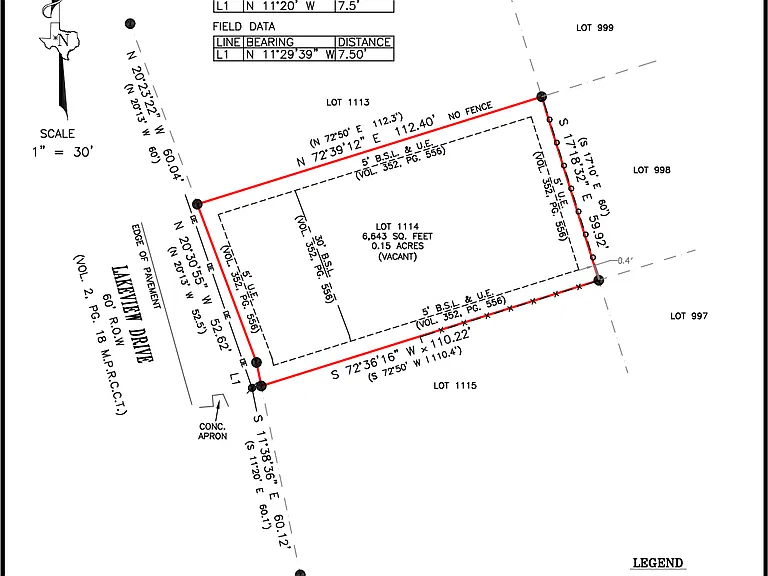 L1 N 11°20' W 7.5'
FIELD DATA
LINE BEARING DISTANCE
L1 N 11°29'39" W 7.50'
LOT 999
N
SCALE
1" = 30'
N 20°23'22" W 60.04'
(N 20°13' W 60')
LOT 1113
(N 72°50' E 112.3')
N 72°39'12" E 112.40'
NO FENCE
5' B.S.L. & U.E.
(VOL. 352, PG. 556)
S 17°18'32" E 59.92'
(S 17°10' E 60')
5' U.E.
(VOL. 352, PG. 556)
LOT 998
LOT 1114
6,643 SQ. FEET
0.15 ACRES
(VACANT)
30' B.S.L.
(VOL. 352, PG. 556)
5' U.E.
(VOL. 352, PG. 556)
DE
DE
DE
DE
N 20°30'55" W 52.62'
(N 20°13' W 52.5')
EDGE OF PAVEMENT
LAKEVIEW DRIVE
60' R.O.W
(VOL. 2, PG. 18 M.P.R.C.C.T.)
0.4'
5' B.S.L. & U.E.
(VOL. 352, PG. 556)
S 72°36'16" W 110.22'
(S 72°50' W 110.4')
LOT 997
LOT 1115
L1
CONC.
APRON
S 11°38'36" E 60.12'
(S 11°20' E 60.1')
LEGEND